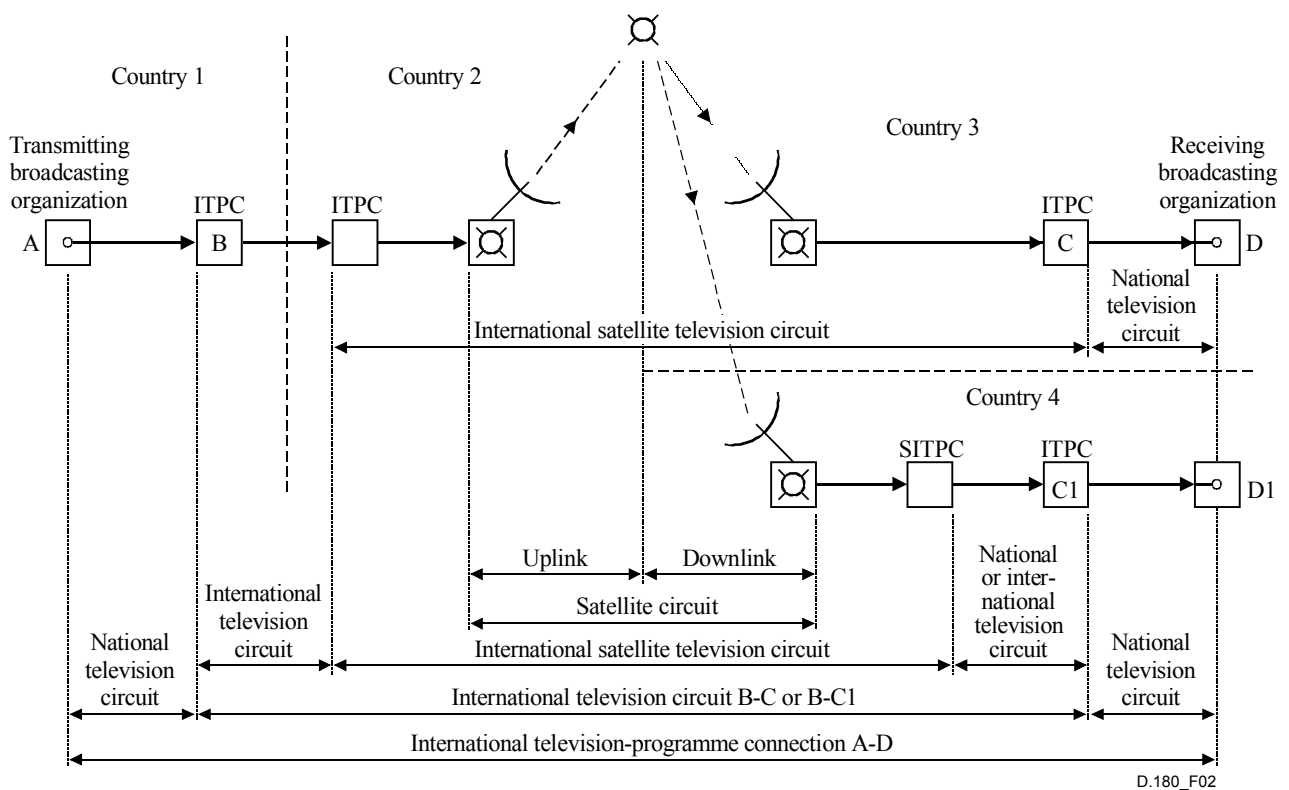 Country 1
Country 2
Country 3
Transmitting
broadcasting
organization
Receiving
broadcasting
organization
ITPC
ITPC
ITPC
A
B
C
D
National
television
circuit
International satellite television circuit
Country 4
SITPC
ITPC
C1
D1
Uplink
Downlink
National
or inter-
national
television
circuit
International
television
circuit
Satellite circuit
National
television
circuit
International satellite television circuit
National
television
circuit
International television circuit B-C or B-C1
International television-programme connection A-D
D.180_F02